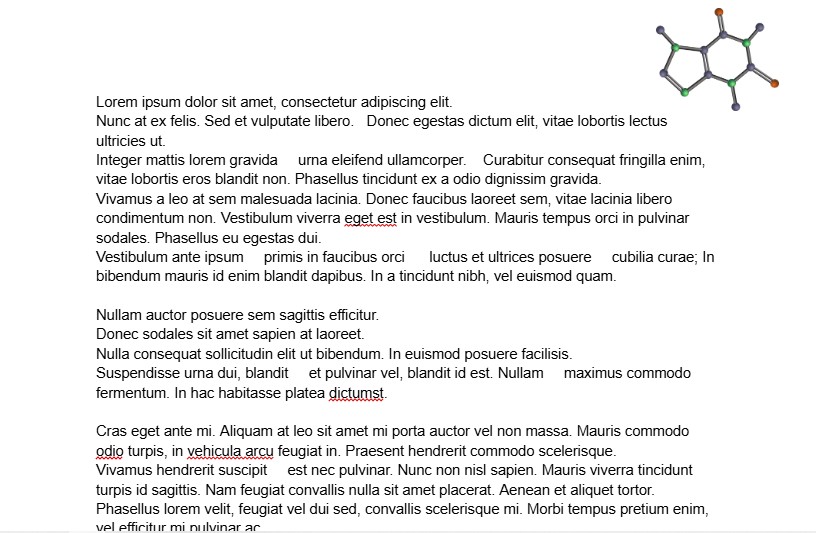 Lorem ipsum dolor sit amet, consectetur adipiscing elit.
Nunc at ex felis. Sed et vulputate libero.   Donec egestas dictum elit, vitae lobortis lectus
ultricies ut.
Integer mattis lorem gravida     urna eleifend ullamcorper.    Curabitur consequat fringilla enim,
vitae lobortis eros blandit non. Phasellus tincidunt ex a odio dignissim gravida.
Vivamus a leo at sem malesuada lacinia. Donec faucibus laoreet sem, vitae lacinia libero
condimentum non. Vestibulum viverra eget est in vestibulum. Mauris tempus orci in pulvinar
sodales. Phasellus eu egestas dui.
Vestibulum ante ipsum     primis in faucibus orci      luctus et ultrices posuere     cubilia curae; In
bibendum mauris id enim blandit dapibus. In a tincidunt nibh, vel euismod quam.

Nullam auctor posuere sem sagittis efficitur.
Donec sodales sit amet sapien at laoreet.
Nulla consequat sollicitudin elit ut bibendum. In euismod posuere facilisis.
Suspendisse urna dui, blandit     et pulvinar vel, blandit id est. Nullam     maximus commodo
fermentum. In hac habitasse platea dictumst.

Cras eget ante mi. Aliquam at leo sit amet mi porta auctor vel non massa. Mauris commodo
odio turpis, in vehicula arcu feugiat in. Praesent hendrerit commodo scelerisque.
Vivamus hendrerit suscipit     est nec pulvinar. Nunc non nisl sapien. Mauris viverra tincidunt
turpis id sagittis. Nam feugiat convallis nulla sit amet placerat. Aenean et aliquet tortor.
Phasellus lorem velit, feugiat vel dui sed, convallis scelerisque mi. Morbi tempus pretium enim,
vel efficitur mi pulvinar ac